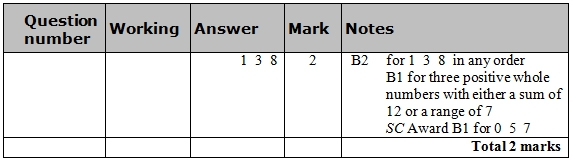 Question number Working Answer Mark Notes
1 3 8 2 B2 for 1 3 8 in any order
B1 for three positive whole
numbers with either a sum of
12 or a range of 7
SC Award B1 for 0 5 7
Total 2 marks